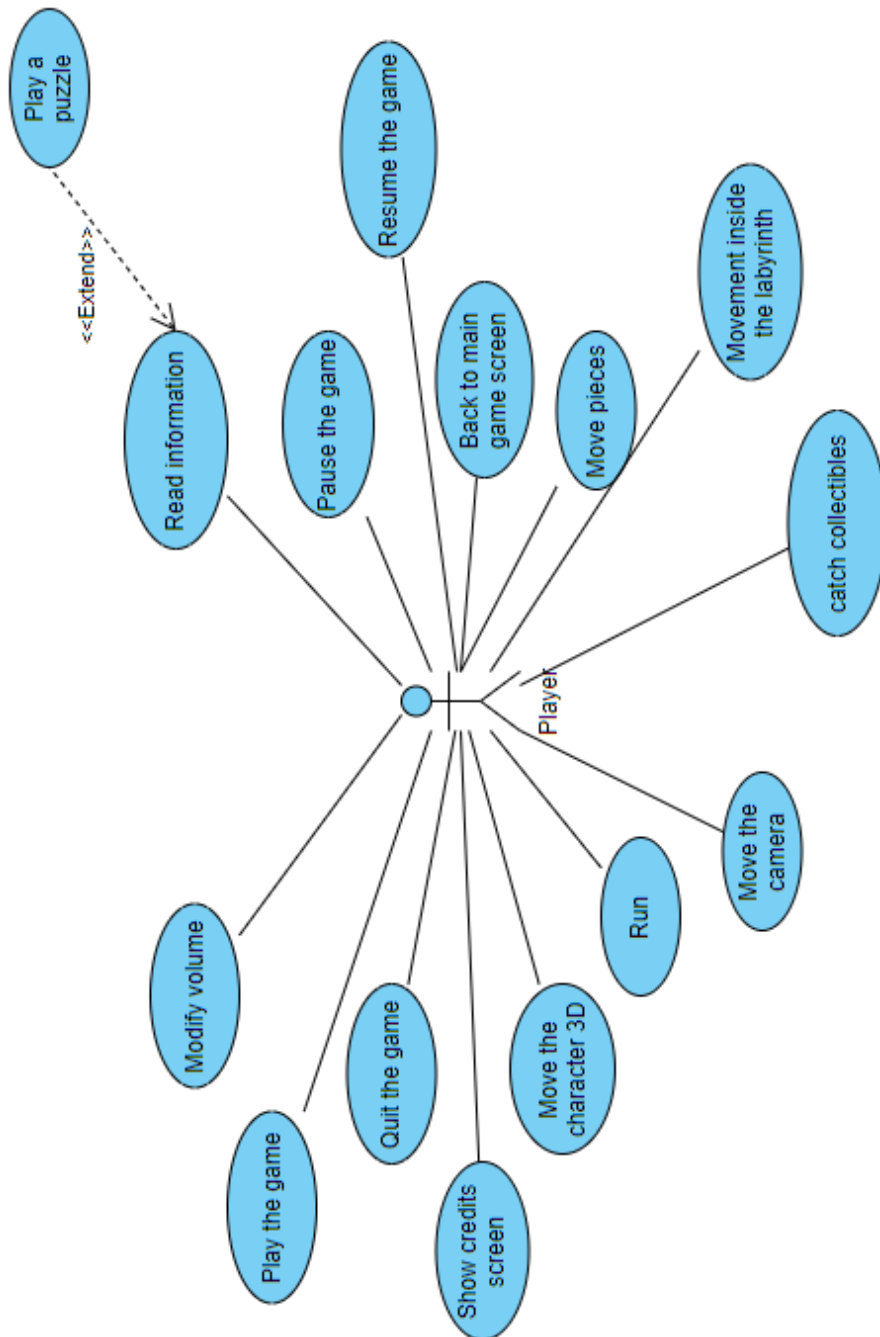 Play a
puzzle
<<Extend>>
Read information
Pause the game
Resume the game
Back to main
game screen
Move pieces
Movement inside
the labyrinth
catch collectibles
Player
Modify volume
Play the game
Quit the game
Show credits
screen
Move the
character 3D
Run
Move the
camera